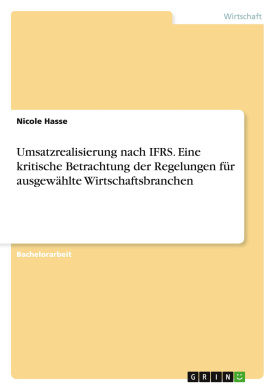 Wirtschaft
Nicole Hasse
Umsatzrealisierung nach IFRS. Eine
kritische Betrachtung der Regelungen für
ausgewählte Wirtschaftsbranchen
Bachelorarbeit
GRIN